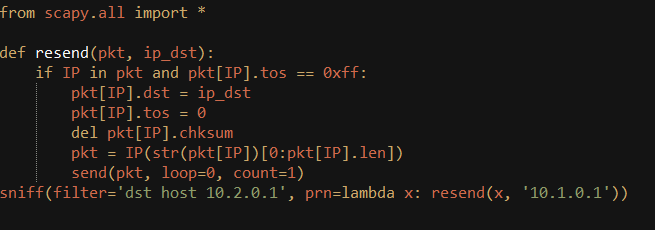 from scapy.all import *
def resend(pkt, ip_dst):
    if IP in pkt and pkt[IP].tos == 0xff:
        pkt[IP].dst = ip_dst
        pkt[IP].tos = 0
        del pkt[IP].chksum
        pkt = IP(str(pkt[IP])[0:pkt[IP].len])
        send(pkt, loop=0, count=1)
sniff(filter='dst host 10.2.0.1', prn=lambda x: resend(x, '10.1.0.1'))